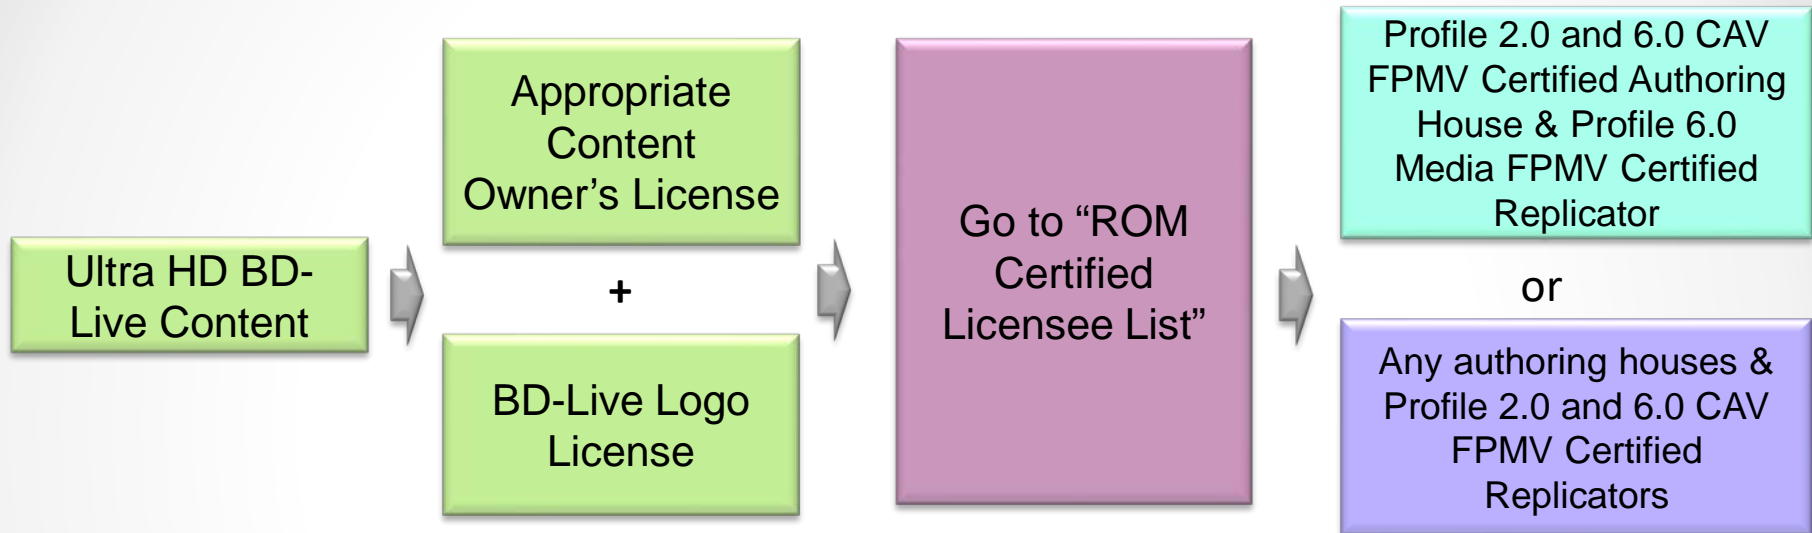 Ultra HD BD-
Live Content
Appropriate
Content
Owner’s License
+
BD-Live Logo
License
Go to “ROM
Certified
Licensee List”
Profile 2.0 and 6.0 CAV
FPMV Certified Authoring
House & Profile 6.0
Media FPMV Certified
Replicator
or
Any authoring houses &
Profile 2.0 and 6.0 CAV
FPMV Certified
Replicators